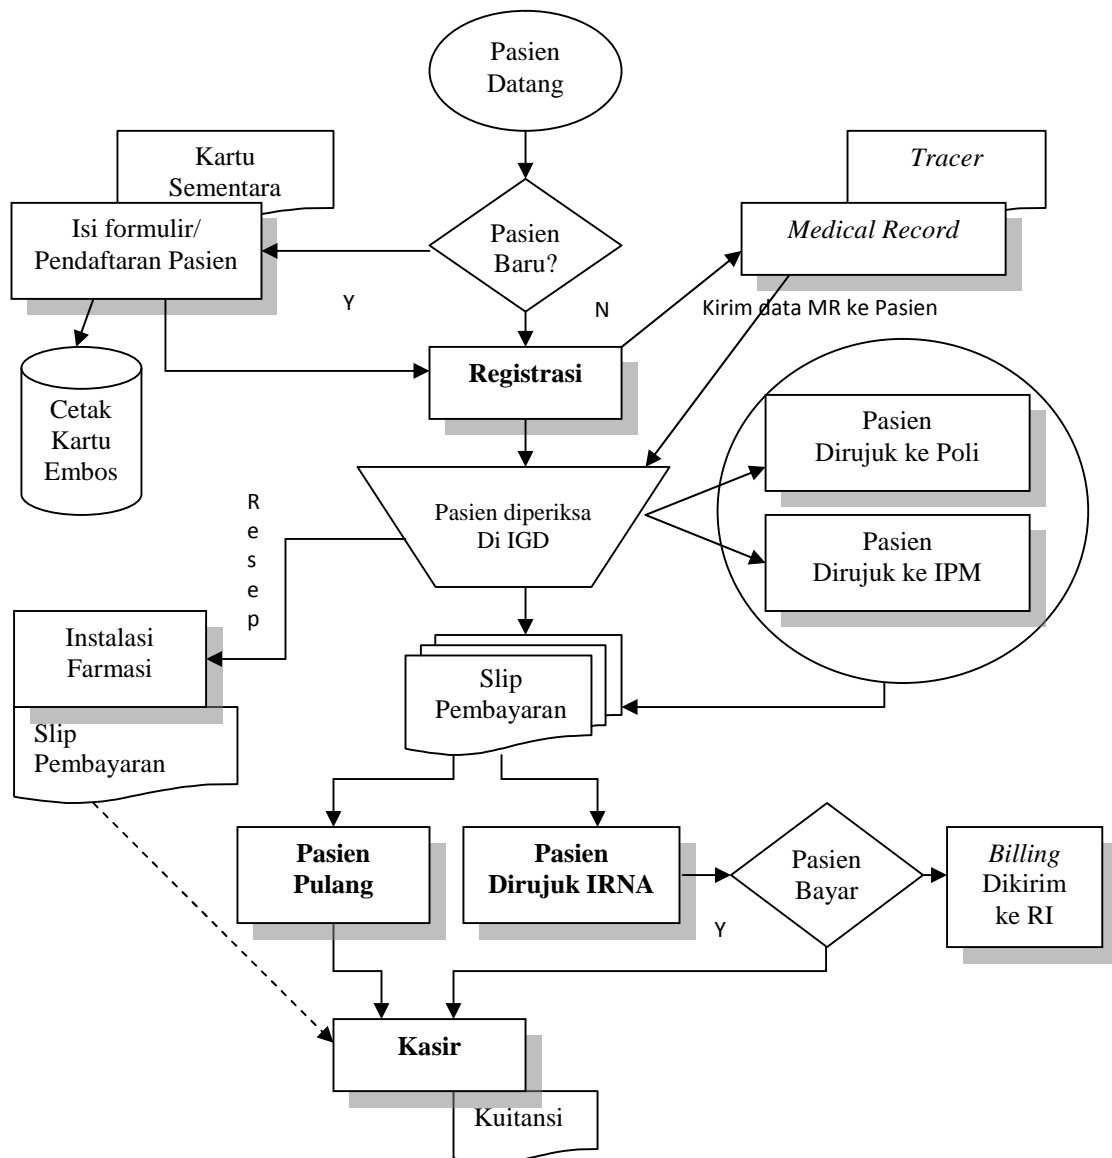 Pasien
Datang
Kartu
Sementara
Tracer
Isi formulir/
Pendaftaran Pasien
Pasien
Baru?
Medical Record
Y
N
Kirim data MR ke Pasien
Registrasi
Cetak
Kartu
Embos
Pasien
Dirujuk ke Poli
R
e
s
e
p
Pasien diperiksa
Di IGD
Pasien
Dirujuk ke IPM
Instalasi
Farmasi
Slip
Pembayaran
Slip
Pembayaran
Pasien
Pulang
Pasien
Dirujuk IRNA
Pasien
Bayar
Billing
Dikirim
ke RI
Y
Kasir
Kuitansi